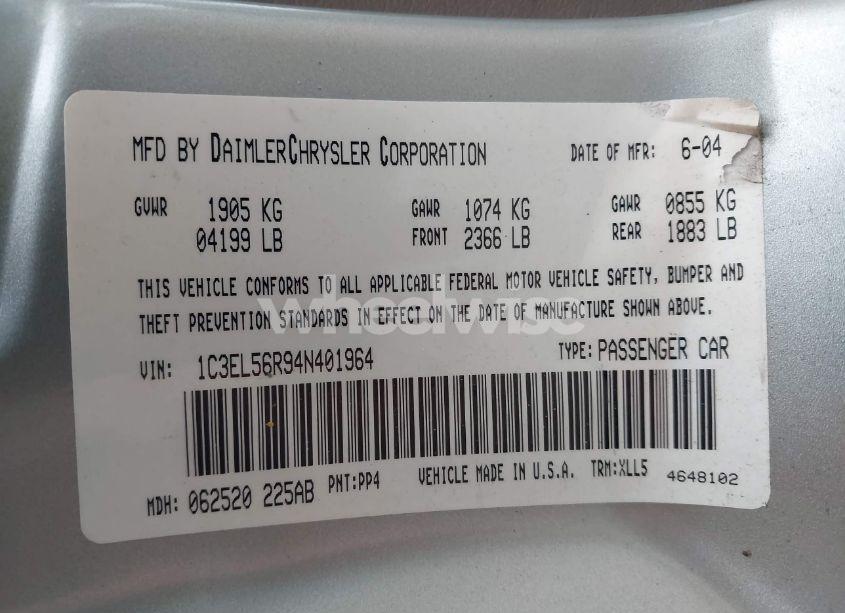 MFD BY DAIMLERCHRYSLER CORPORATION DATE OF MFR: 6-04
GVWR 1905 KG GAWR 1074 KG GAWR 0855 KG
04199 LB FRONT 2366 LB REAR 1883 LB
THIS VEHICLE CONFORMS TO ALL APPLICABLE FEDERAL MOTOR VEHICLE SAFETY, BUMPER AND
THEFT PREVENTION STANDARDS IN EFFECT ON THE DATE OF MANUFACTURE SHOWN ABOVE.
wheelwise
VIN: 1C3EL56R94N401964 TYPE: PASSENGER CAR
MDH: 062520 225AB PNT:PP4 VEHICLE MADE IN U.S.A. TRM:XLL5 4648102